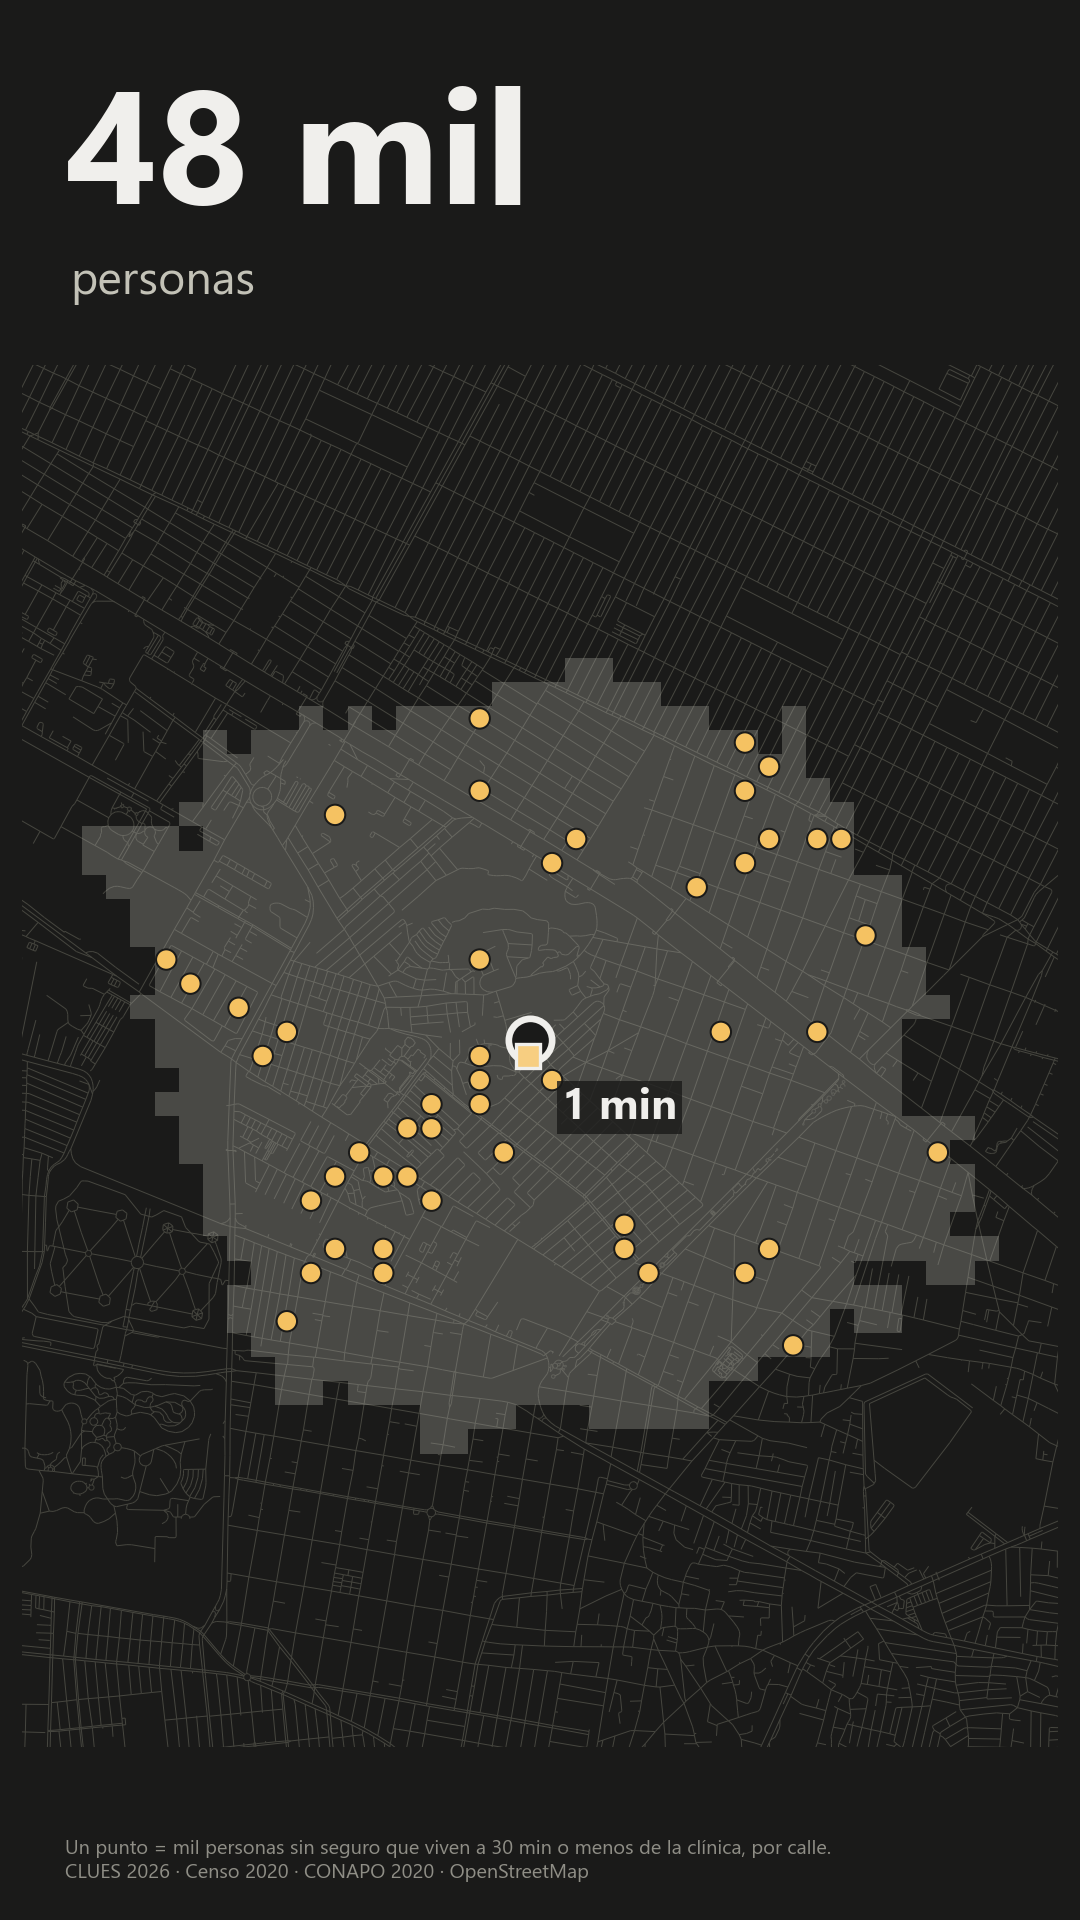 48 mil
personas
1 min
Un punto = mil personas sin seguro que viven a 30 min o menos de la clínica, por calle.
CLUES 2026 · Censo 2020 · CONAPO 2020 · OpenStreetMap